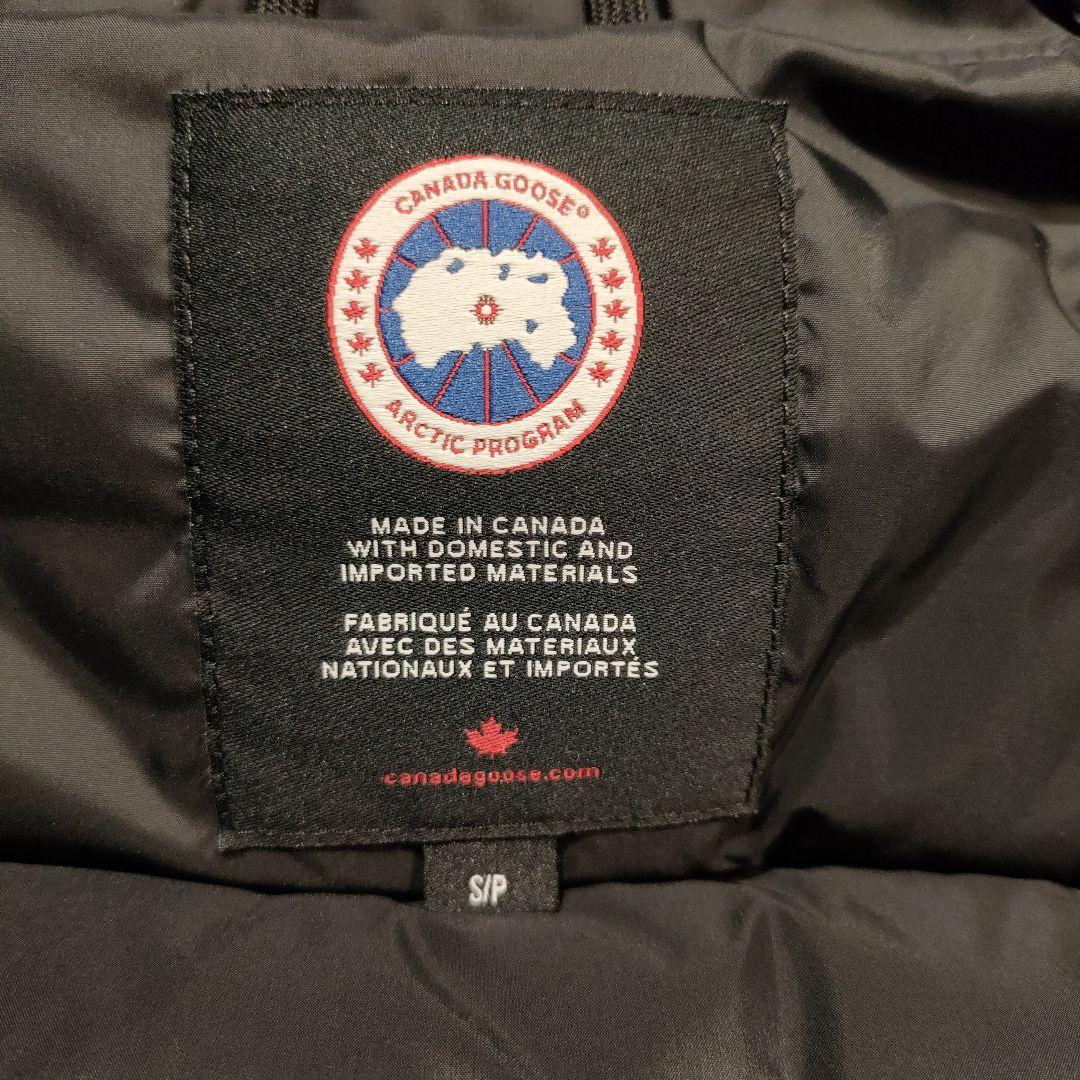 CANADA GOOSE®
ARCTIC PROGRAM
MADE IN CANADA
WITH DOMESTIC AND
IMPORTED MATERIALS
FABRIQUÉ AU CANADA
AVEC DES MATERIAUX
NATIONAUX ET IMPORTÉS
canadagoose.com
S/P